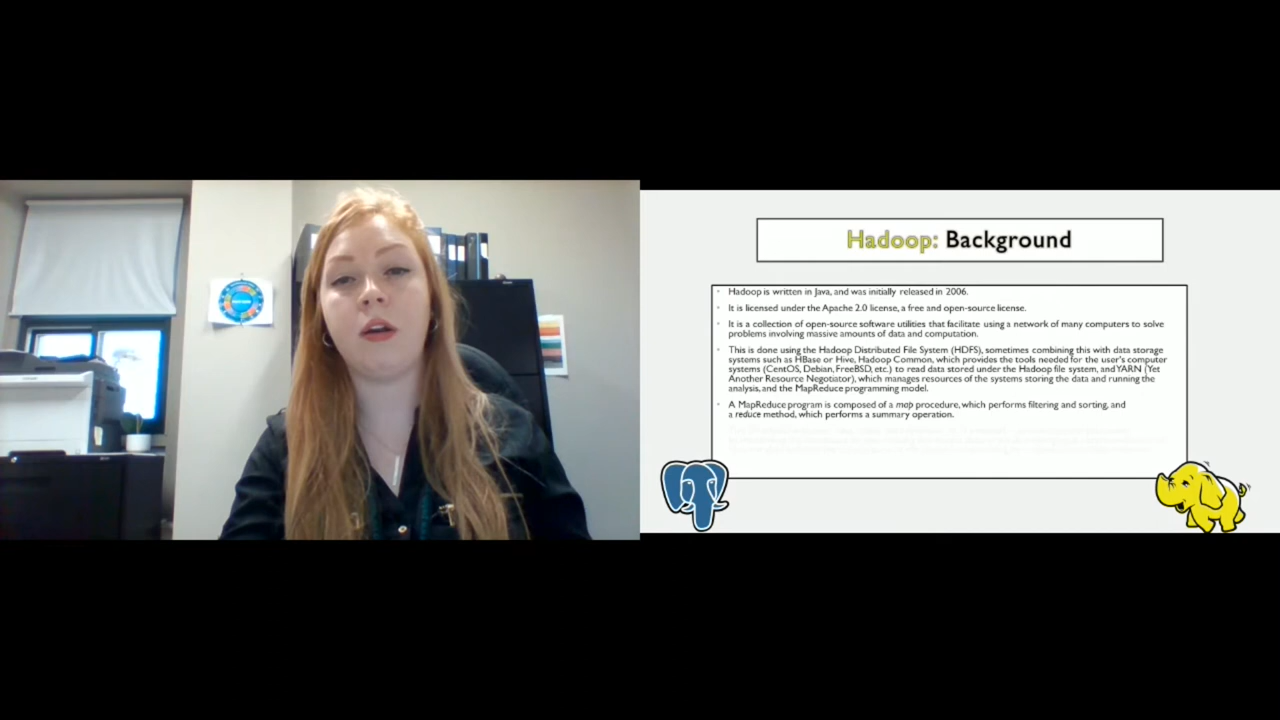 Hadoop: Background
Hadoop is written in Java, and was initially released in 2006.
It is licensed under the Apache 2.0 license, a free and open-source license.
It is a collection of open-source software utilities that facilitate using a network of many computers to solve
problems involving massive amounts of data and computation.
This is done using the Hadoop Distributed File System (HDFS), sometimes combining this with data storage
systems such as HBase or Hive, Hadoop Common, which provides the tools needed for the user's computer
systems (CentOS, Debian, FreeBSD, etc.) to read data stored under the Hadoop file system, and YARN (Yet
Another Resource Negotiator), which manages resources of the systems storing the data and running the
analysis, and the MapReduce programming model.
A MapReduce program is composed of a map procedure, which performs filtering and sorting, and
a reduce method, which performs a summary operation.